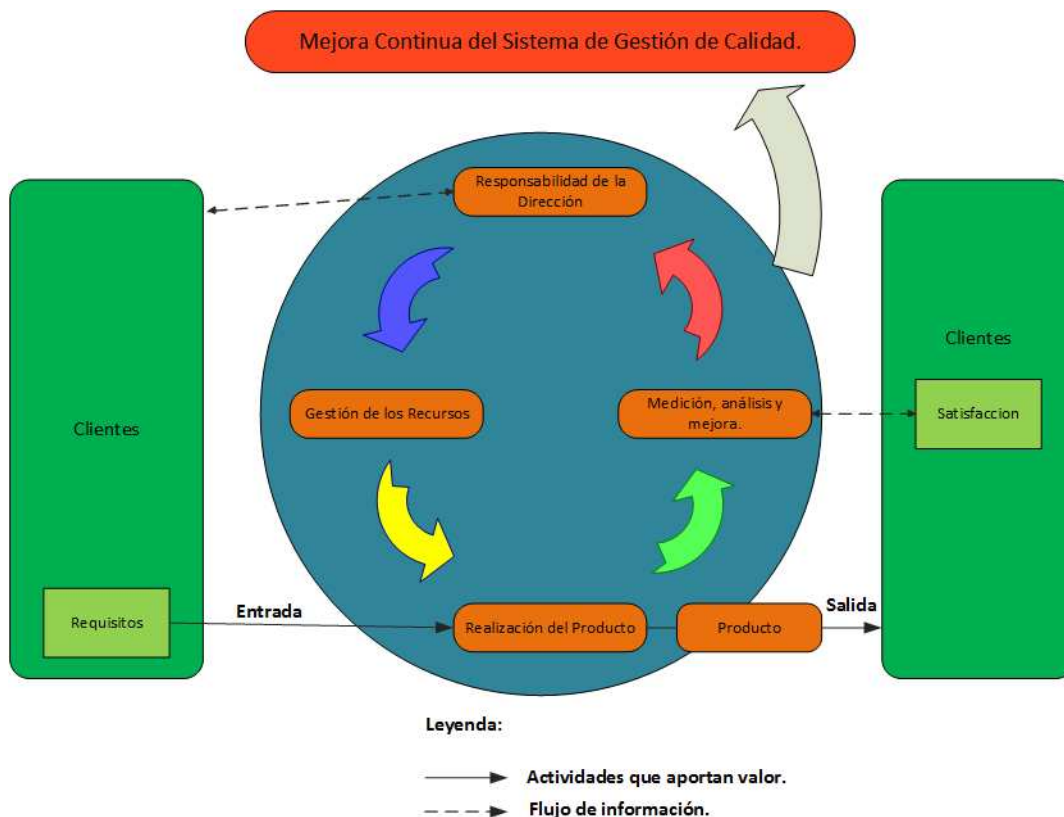 Mejora Continua del Sistema de Gestión de Calidad.
Responsabilidad de la
Dirección
Clientes
Clientes
Gestión de los Recursos
Medición, análisis y
mejora.
Satisfaccion
Requisitos
Entrada
Realización del Producto
Producto
Salida
Leyenda:
Actividades que aportan valor.
Flujo de información.